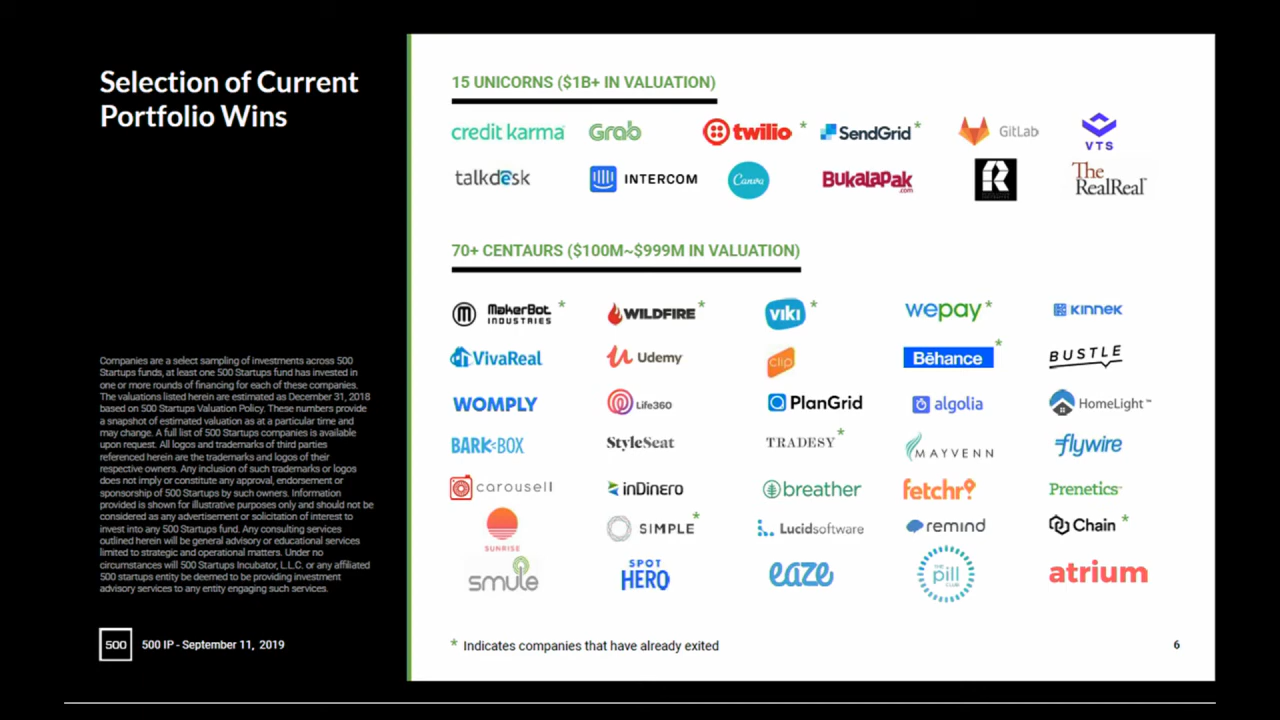 Selection of Current
Portfolio Wins
Companies are a select sampling of investments across 500
Startups funds, at least one 500 Startups fund has invested in
one or more rounds of financing for each of these companies.
The valuations listed herein are estimated as December 31, 2018
based on 500 Startups Valuation Policy. These numbers provide
a snapshot of estimated valuation as at a particular time and
may change. A full list of 500 Startups companies is available
upon request. All logos and trademarks of third parties
referenced herein are the trademarks and logos of their
respective owners. Any inclusion of such trademarks or logos
does not imply or constitute any approval, endorsement or
sponsorship of 500 Startups by such owners. Information
provided is shown for illustrative purposes only and should not be
considered as any advertisement or solicitation of interest to
invest into any 500 Startups fund. Any consulting services
outlined herein will be general advisory or educational services
limited to strategic and operational matters. Under no
circumstances will 500 Startups Incubator, L.L.C. or any affiliated
500 startups entity be deemed to be providing investment
advisory services to any entity engaging such services.
500 500 IP - September 11, 2019
15 UNICORNS ($1B+ IN VALUATION)
credit karma Grab twilio * SendGrid * GitLab VTS
talkdesk INTERCOM Canva BukaLapak.com R The RealReal
70+ CENTAURS ($100M~$999M IN VALUATION)
M MakerBot INDUSTRIES * WILDFIRE * viki * wepay * KINNEK
VivaReal Udemy clip Bēhance * BUSTLE
WOMPLY Life360 PlanGrid algolia HomeLight™
BARKBOX StyleSeat TRADESY * MAYVENN flywire
carousell inDinero breather fetchr Prenetics
SUNRISE SIMPLE * Lucidsoftware remind Chain *
smule SPOT HERO eaze THE pill CLUB atrium
* Indicates companies that have already exited
6